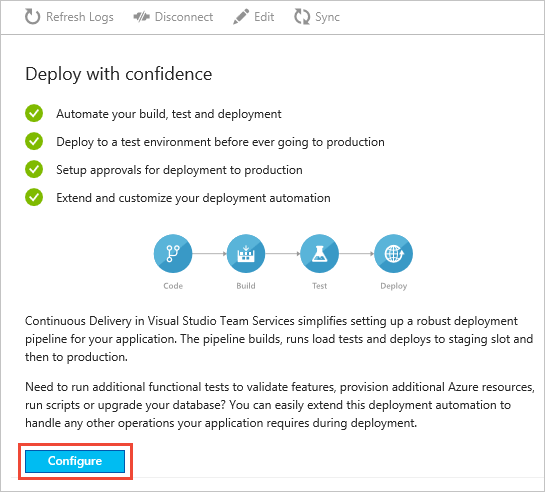 Refresh Logs Disconnect Edit Sync
Deploy with confidence
Automate your build, test and deployment
Deploy to a test environment before ever going to production
Setup approvals for deployment to production
Extend and customize your deployment automation
Code Build Test Deploy
Continuous Delivery in Visual Studio Team Services simplifies setting up a robust deployment
pipeline for your application. The pipeline builds, runs load tests and deploys to staging slot and
then to production.
Need to run additional functional tests to validate features, provision additional Azure resources,
run scripts or upgrade your database? You can easily extend this deployment automation to
handle any other operations your application requires during deployment.
Configure